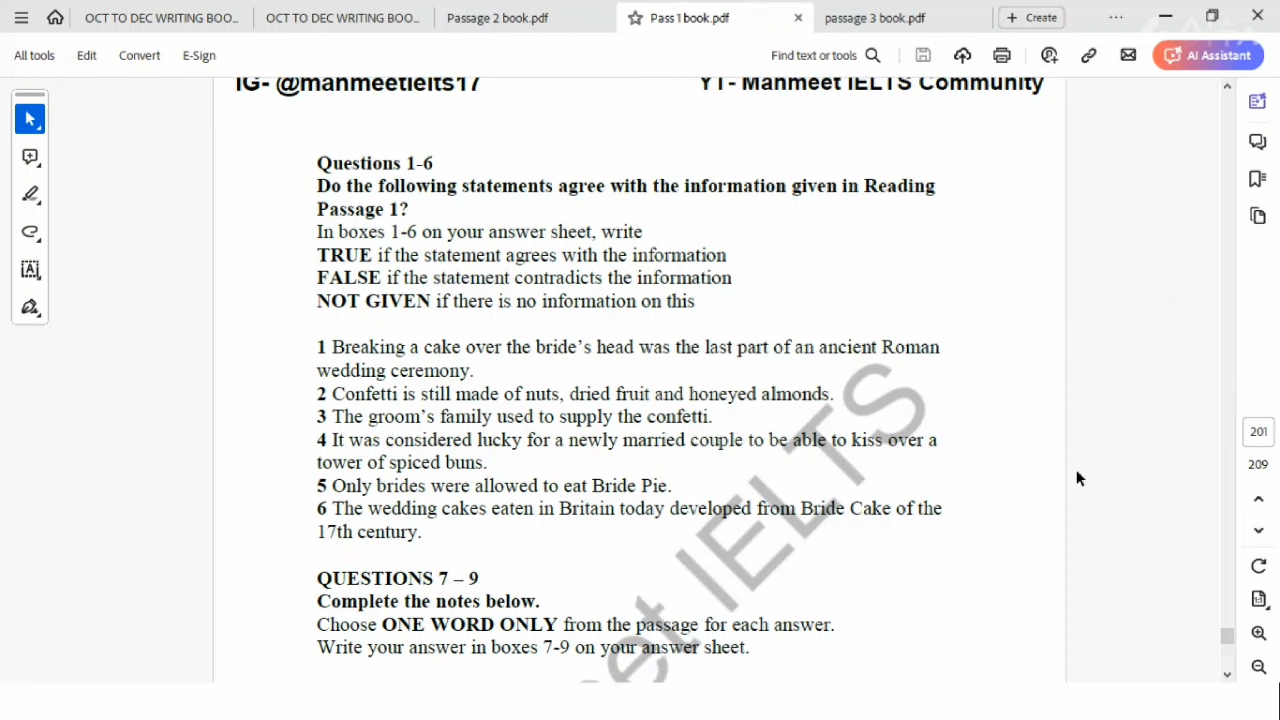 OCT TO DEC WRITING BOO... OCT TO DEC WRITING BOO... Passage 2 book.pdf Pass 1 book.pdf passage 3 book.pdf Create
All tools Edit Convert E-Sign Find text or tools AI Assistant
IG- @manmeetielts17 YT- Manmeet IELTS Community
Questions 1-6
Do the following statements agree with the information given in Reading
Passage 1?
In boxes 1-6 on your answer sheet, write
TRUE if the statement agrees with the information
FALSE if the statement contradicts the information
NOT GIVEN if there is no information on this
1 Breaking a cake over the bride's head was the last part of an ancient Roman
wedding ceremony.
2 Confetti is still made of nuts, dried fruit and honeyed almonds.
3 The groom's family used to supply the confetti.
4 It was considered lucky for a newly married couple to be able to kiss over a
tower of spiced buns.
5 Only brides were allowed to eat Bride Pie.
6 The wedding cakes eaten in Britain today developed from Bride Cake of the
17th century.
QUESTIONS 7 – 9
Complete the notes below.
Choose ONE WORD ONLY from the passage for each answer.
Write your answer in boxes 7-9 on your answer sheet.
IELTS
201
209